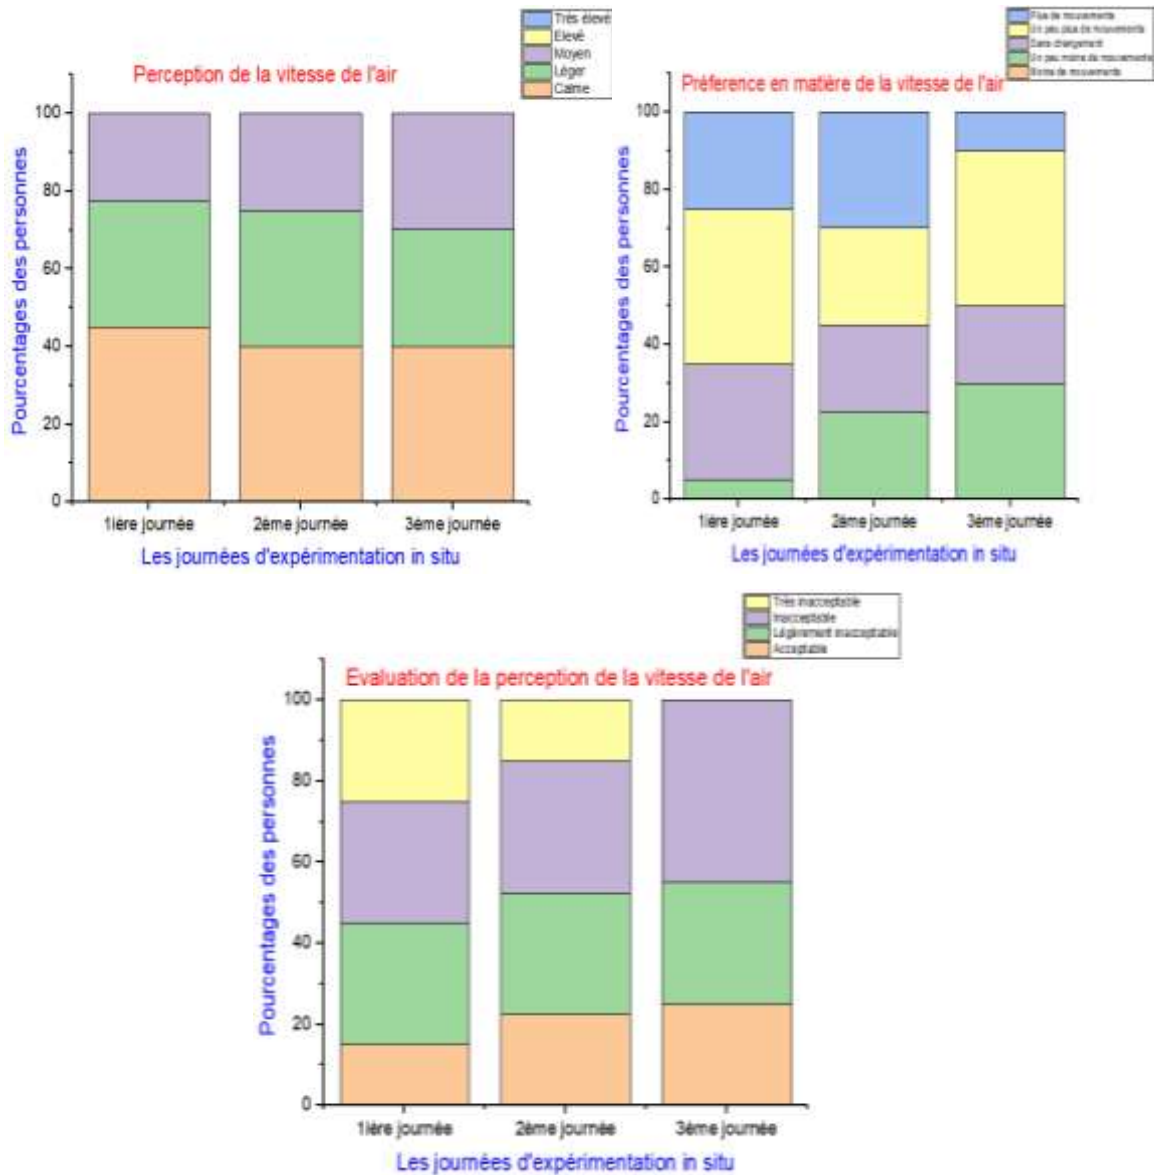 Très élevé
Elevé
Moyen
Léger
Calme
Perception de la vitesse de l'air
Pourcentages des personnes
100
80
60
40
20
0
1ière journée 2ème journée 3ème journée
Les journées d'expérimentation in situ
Plus de mouvements
Un peu plus de mouvements
Sans changement
Un peu moins de mouvements
Moins de mouvements
Préference en matière de la vitesse de l'air
Pourcentages des personnes
100
80
60
40
20
0
1ière journée 2ème journée 3ème journée
Les journées d'expérimentation in situ
Très inacceptable
Inacceptable
Légèrement inacceptable
Acceptable
Evaluation de la perception de la vitesse de l'air
Pourcentages des personnes
100
80
60
40
20
0
1ière journée 2ème journée 3ème journée
Les journées d'expérimentation in situ